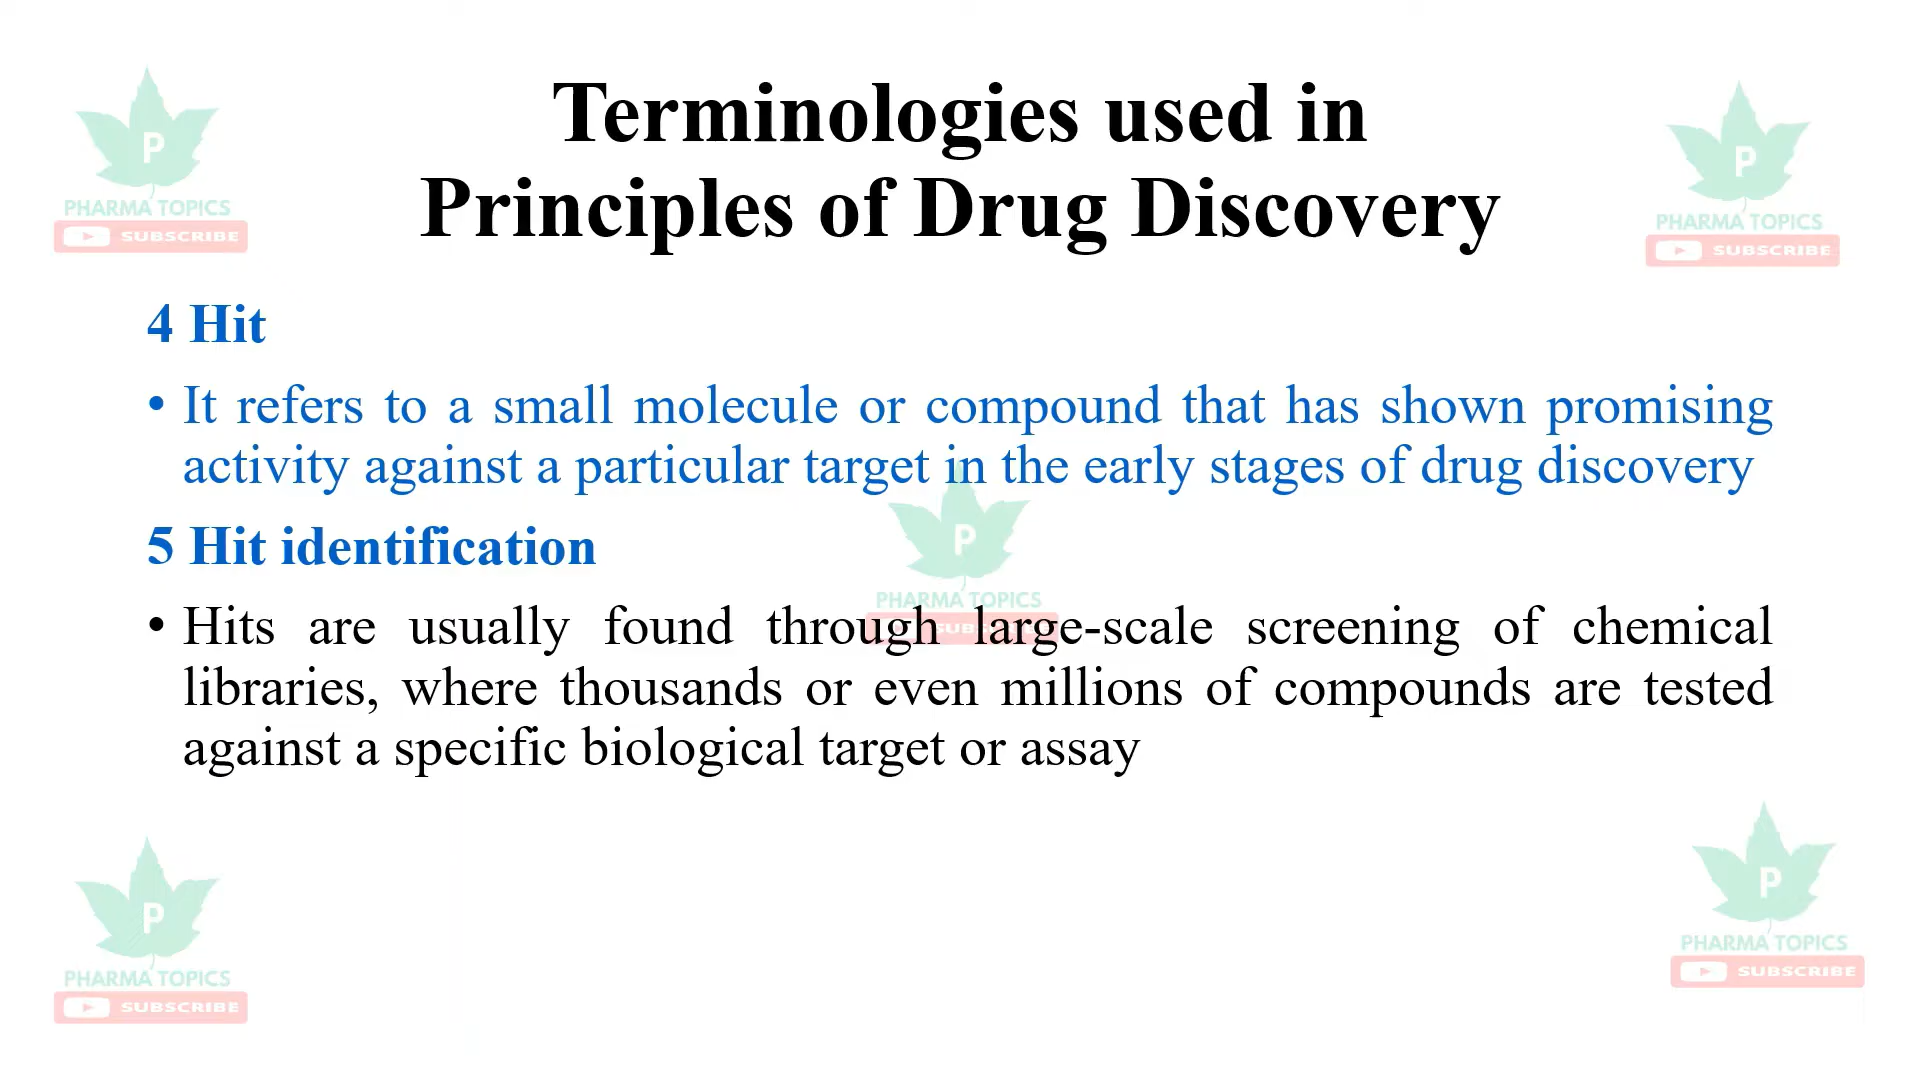 Terminologies used in
Principles of Drug Discovery
P
PHARMA TOPICS
SUBSCRIBE
P
PHARMA TOPICS
SUBSCRIBE
4 Hit
• It refers to a small molecule or compound that has shown promising
activity against a particular target in the early stages of drug discovery
5 Hit identification
P
PHARMA TOPICS
SUBSCRIBE
• Hits are usually found through large-scale screening of chemical
libraries, where thousands or even millions of compounds are tested
against a specific biological target or assay
P
PHARMA TOPICS
SUBSCRIBE
P
PHARMA TOPICS
SUBSCRIBE